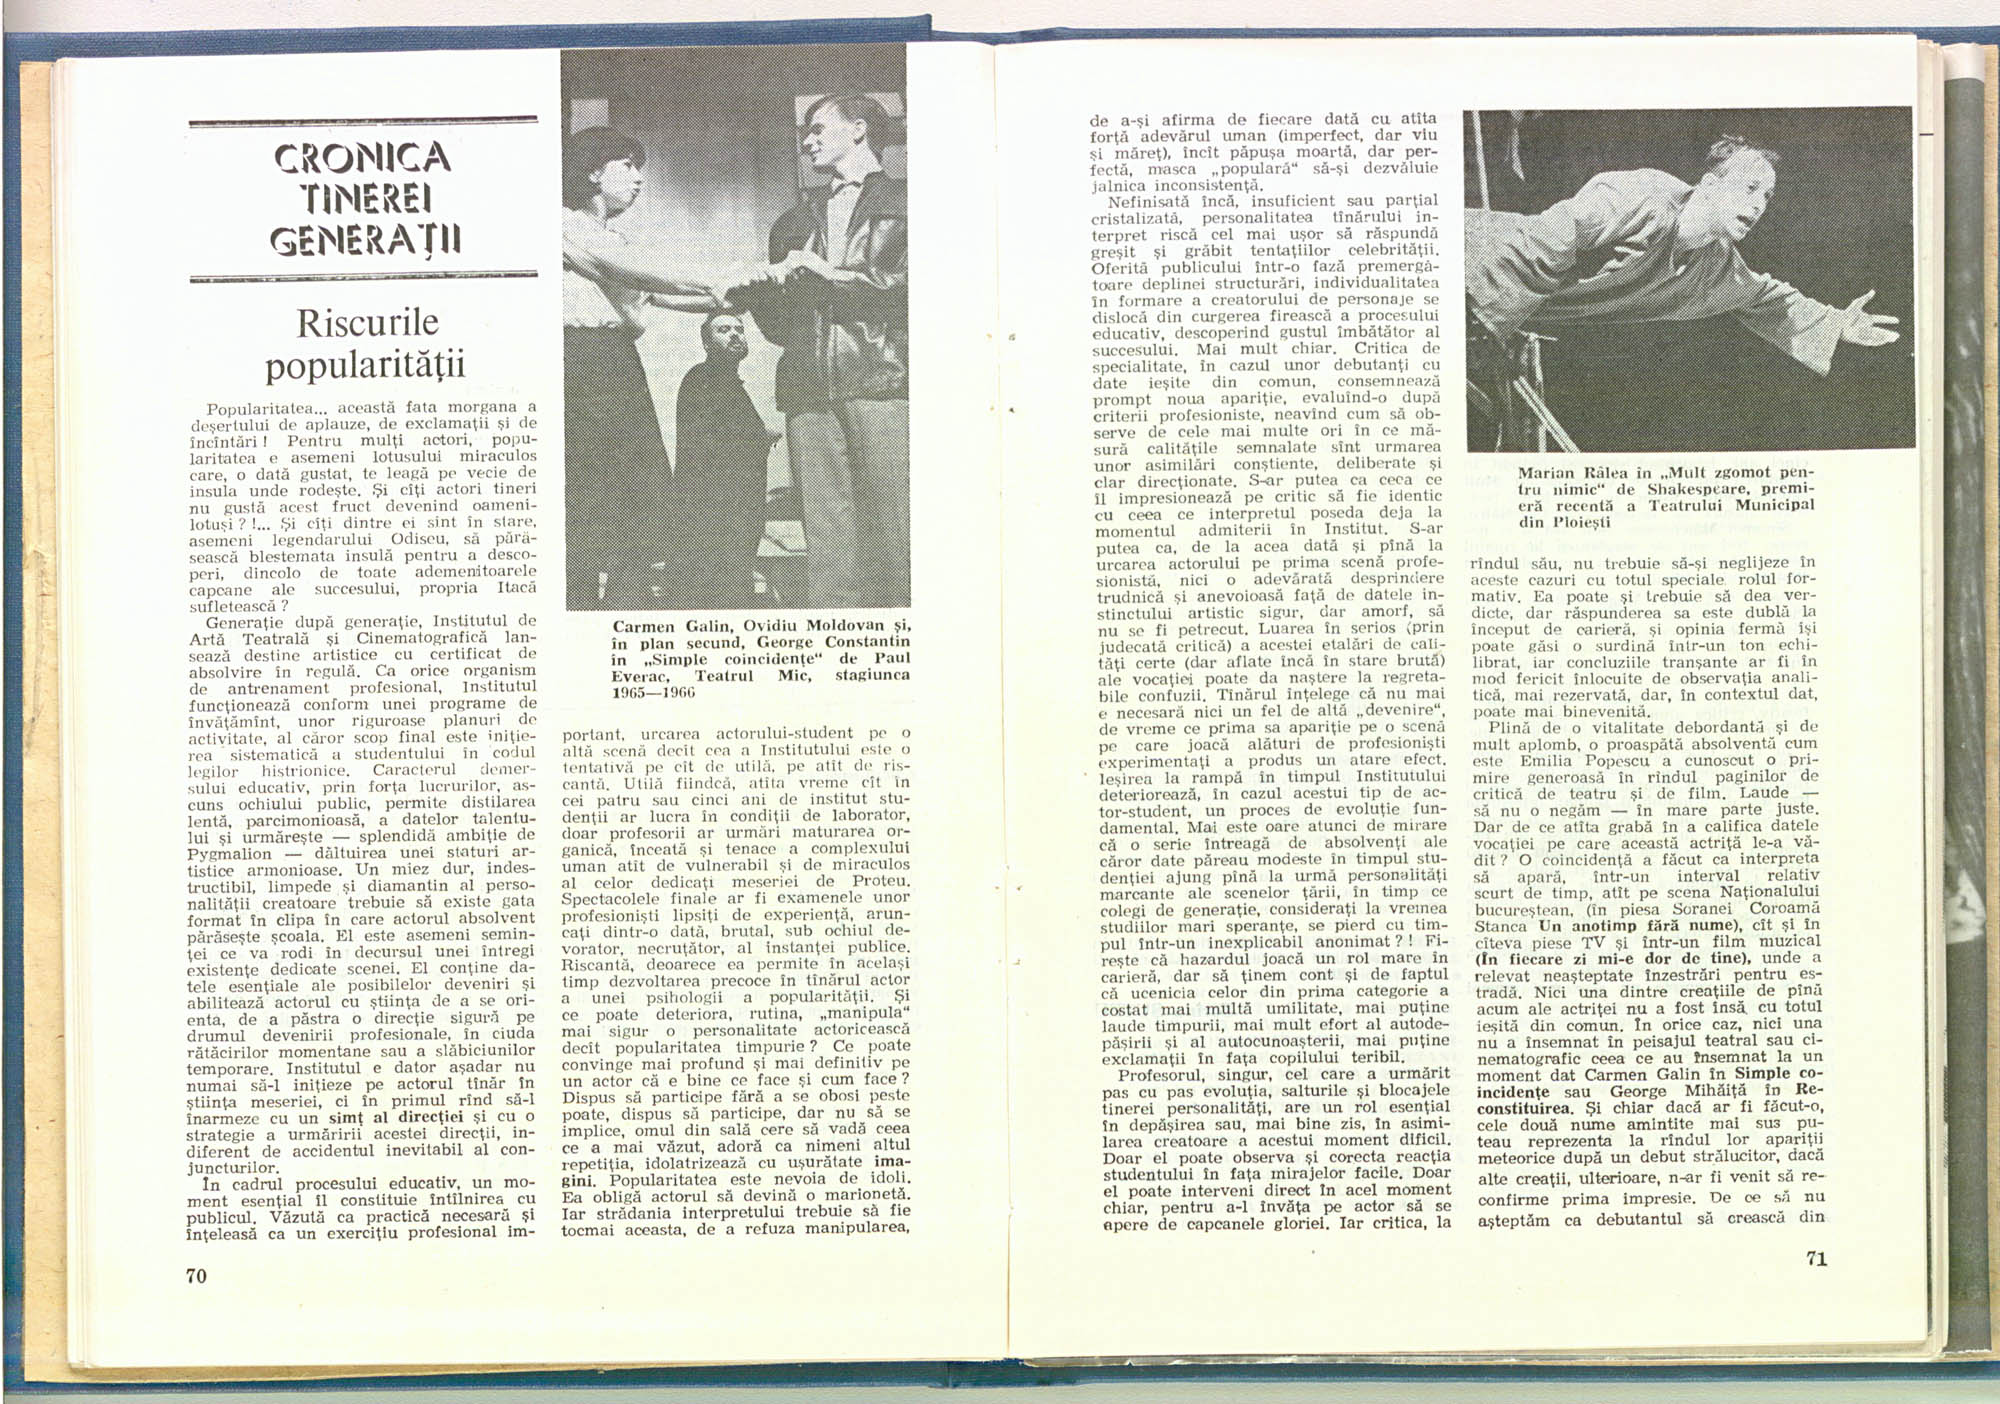 CRONICA
TINEREI
GENERAȚII
Riscurile
popularității
Popularitatea... această fata morgana a
deșertului de aplauze, de exclamații și de
încîntări ! Pentru mulți actori, popu-
laritatea e asemeni lotusului miraculos
care, o dată gustat, te leagă pe vecie de
insula unde rodește. Și cîți actori tineri
nu gustă acest fruct devenind oameni-
lotuși ? !... Și cîți dintre ei sînt în stare,
asemeni legendarului Odiseu, să pără-
sească blestemata insulă pentru a desco-
peri, dincolo de toate ademenitoarele
capcane ale succesului, propria Itacă
sufletească ?
Generație după generație, Institutul de
Artă Teatrală și Cinematografică lan-
sează destine artistice cu certificat de
absolvire în regulă. Ca orice organism
de antrenament profesional, Institutul
funcționează conform unei programe de
învățămînt, unor riguroase planuri de
activitate, al căror scop final este iniție-
rea sistematică a studentului în codul
legilor histrionice. Caracterul demer-
sului educativ, prin forța lucrurilor, as-
cuns ochiului public, permite distilarea
lentă, parcimonioasă, a datelor talentu-
lui și urmărește — splendidă ambiție de
Pygmalion — dăltuirea unei staturi ar-
tistice armonioase. Un miez dur, indes-
tructibil, limpede și diamantin al perso-
nalității creatoare trebuie să existe gata
format în clipa în care actorul absolvent
părăsește școala. El este asemeni semin-
ței ce va rodi în decursul unei întregi
existențe dedicate scenei. El conține da-
tele esențiale ale posibilelor deveniri și
abilitează actorul cu știința de a se ori-
enta, de a păstra o direcție sigură pe
drumul devenirii profesionale, în ciuda
rătăcirilor momentane sau a slăbiciunilor
temporare. Institutul e dator așadar nu
numai să-l inițieze pe actorul tînăr în
știința meseriei, ci în primul rînd să-l
înarmeze cu un simț al direcției și cu o
strategie a urmăririi acestei direcții, in-
diferent de accidentul inevitabil al con-
juncturilor.
În cadrul procesului educativ, un mo-
ment esențial îl constituie întîlnirea cu
publicul. Văzută ca practică necesară și
înțeleasă ca un exercițiu profesional im-
70
Carmen Galin, Ovidiu Moldovan și,
în plan secund, George Constantin
în „Simple coincidențe“ de Paul
Everac, Teatrul Mic, stagiunea
1965—1966
portant, urcarea actorului-student pe o
altă scenă decît cea a Institutului este o
tentativă pe cît de utilă, pe atît de ris-
cantă. Utilă fiindcă, atîta vreme cît în
cei patru sau cinci ani de institut stu-
denții ar lucra în condiții de laborator,
doar profesorii ar urmări maturarea or-
ganică, înceată și tenace a complexului
uman atît de vulnerabil și de miraculos
al celor dedicați meseriei de Proteu.
Spectacolele finale ar fi examenele unor
profesioniști lipsiți de experiență, arun-
cați dintr-o dată, brutal, sub ochiul de-
vorator, necruțător, al instanței publice.
Riscantă, deoarece ea permite în același
timp dezvoltarea precoce în tînărul actor
a unei psihologii a popularității. Și
ce poate deteriora, rutina, „manipula“
mai sigur o personalitate actoricească
decît popularitatea timpurie ? Ce poate
convinge mai profund și mai definitiv pe
un actor că e bine ce face și cum face ?
Dispus să participe fără a se obosi peste
poate, dispus să participe, dar nu să se
implice, omul din sală cere să vadă ceea
ce a mai văzut, adoră ca nimeni altul
repetiția, idolatrizează cu ușurătate ima-
gini. Popularitatea este nevoia de idoli.
Ea obligă actorul să devină o marionetă.
Iar strădania interpretului trebuie să fie
tocmai aceasta, de a refuza manipularea,
de a-și afirma de fiecare dată cu atîta
forță adevărul uman (imperfect, dar viu
și măreț), încît păpușa moartă, dar per-
fectă, masca „populară“ să-și dezvăluie
jalnica inconsistență.
Nefinisată încă, insuficient sau parțial
cristalizată, personalitatea tînărului in-
terpret riscă cel mai ușor să răspundă
greșit și grăbit tentațiilor celebrității.
Oferită publicului într-o fază premergă-
toare deplinei structurări, individualitatea
în formare a creatorului de personaje se
dislocă din curgerea firească a procesului
educativ, descoperind gustul îmbătător al
succesului. Mai mult chiar. Critica de
specialitate, în cazul unor debutanți cu
date ieșite din comun, consemnează
prompt noua apariție, evaluînd-o după
criterii profesioniste, neavînd cum să ob-
serve de cele mai multe ori în ce mă-
sură calitățile semnalate sînt urmarea
unor asimilări conștiente, deliberate și
clar direcționate. S-ar putea ca ceea ce
îl impresionează pe critic să fie identic
cu ceea ce interpretul poseda deja la
momentul admiterii în Institut. S-ar
putea ca, de la acea dată și pînă la
urcarea actorului pe prima scenă profe-
sionistă, nici o adevărată desprindere
trudnică și anevoioasă față de datele in-
stinctului artistic sigur, dar amorf, să
nu se fi petrecut. Luarea în serios (prin
judecată critică) a acestei etalări de cali-
tăți certe (dar aflate încă în stare brută)
ale vocației poate da naștere la regreta-
bile confuzii. Tînărul înțelege că nu mai
e necesară nici un fel de altă „devenire“,
de vreme ce prima sa apariție pe o scenă
pe care joacă alături de profesioniști
experimentați a produs un atare efect.
Ieșirea la rampă în timpul Institutului
deteriorează, în cazul acestui tip de ac-
tor-student, un proces de evoluție fun-
damental. Mai este oare atunci de mirare
că o serie întreagă de absolvenți ale
căror date păreau modeste în timpul stu-
denției ajung pînă la urmă personalități
marcante ale scenelor țării, în timp ce
colegi de generație, considerați la vremea
studiilor mari speranțe, se pierd cu tim-
pul într-un inexplicabil anonimat ? ! Fi-
rește că hazardul joacă un rol mare în
carieră, dar să ținem cont și de faptul
că ucenicia celor din prima categorie a
costat mai multă umilitate, mai puține
laude timpurii, mai mult efort al autode-
pășirii și al autocunoașterii, mai puține
exclamații în fața copilului teribil.
Profesorul, singur, cel care a urmărit
pas cu pas evoluția, salturile și blocajele
tinerei personalități, are un rol esențial
în depășirea sau, mai bine zis, în asimi-
larea creatoare a acestui moment dificil.
Doar el poate observa și corecta reacția
studentului în fața mirajelor facile. Doar
el poate interveni direct în acel moment
chiar, pentru a-l învăța pe actor să se
apere de capcanele gloriei. Iar critica, la
Marian Râlea în „Mult zgomot pen-
tru nimic“ de Shakespeare, premi-
eră recentă a Teatrului Municipal
din Ploiești
rîndul său, nu trebuie să-și neglijeze în
aceste cazuri cu totul speciale rolul for-
mativ. Ea poate și trebuie să dea ver-
dicte, dar răspunderea sa este dublă la
început de carieră, și opinia fermă își
poate găsi o surdină într-un ton echi-
librat, iar concluziile tranșante ar fi în
mod fericit înlocuite de observația anali-
tică, mai rezervată, dar, în contextul dat,
poate mai binevenită.
Plină de o vitalitate debordantă și de
mult aplomb, o proaspătă absolventă cum
este Emilia Popescu a cunoscut o pri-
mire generoasă în rîndul paginilor de
critică de teatru și de film. Laude —
să nu o negăm — în mare parte juste.
Dar de ce atîta grabă în a califica datele
vocației pe care această actriță le-a vă-
dit ? O coincidență a făcut ca interpreta
să apară, într-un interval relativ
scurt de timp, atît pe scena Naționalului
bucureștean, (în piesa Soranei Coroamă
Stanca Un anotimp fără nume), cît și în
cîteva piese TV și într-un film muzical
(În fiecare zi mi-e dor de tine), unde a
relevat neașteptate înzestrări pentru es-
tradă. Nici una dintre creațiile de pînă
acum ale actriței nu a fost însă cu totul
ieșită din comun. În orice caz, nici una
nu a însemnat în peisajul teatral sau ci-
nematografic ceea ce au însemnat la un
moment dat Carmen Galin în Simple co-
incidențe sau George Mihăiță în Re-
constituirea. Și chiar dacă ar fi făcut-o,
cele două nume amintite mai sus pu-
teau reprezenta la rîndul lor apariții
meteorice după un debut strălucitor, dacă
alte creații, ulterioare, n-ar fi venit să re-
confirme prima impresie. De ce să nu
așteptăm ca debutantul să crească din
71